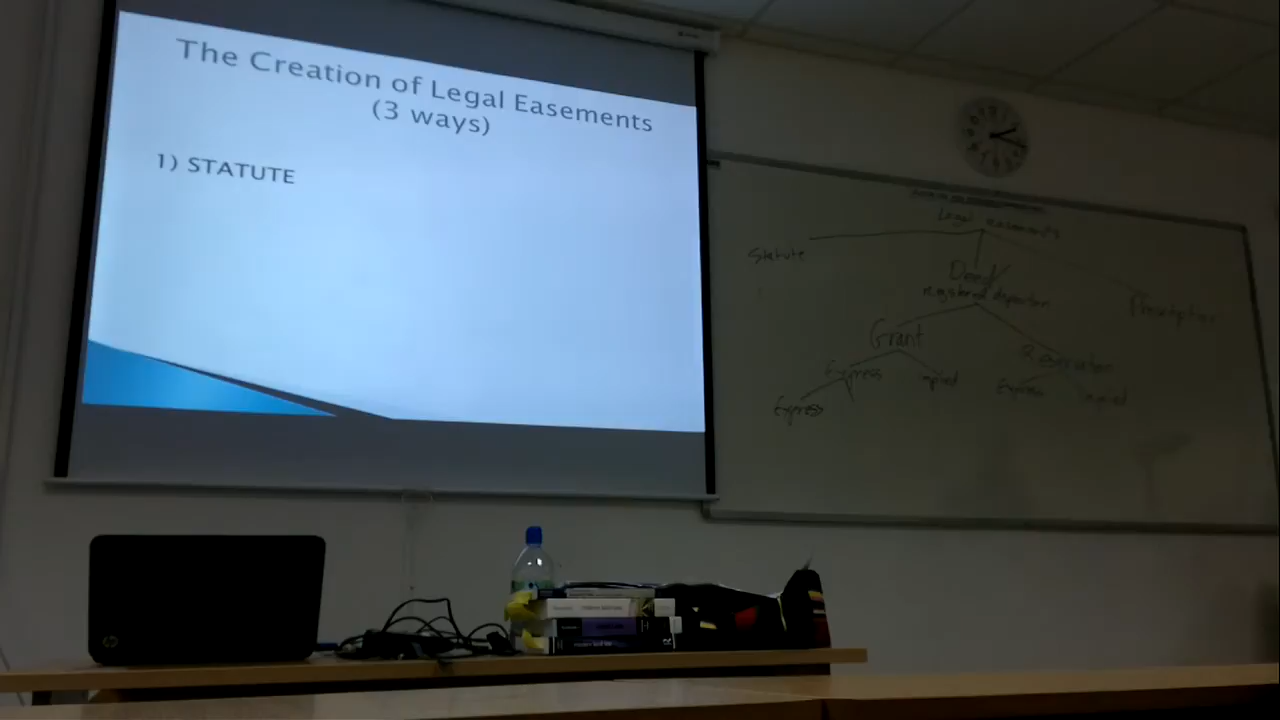 The Creation of Legal Easements
(3 ways)
1) STATUTE
Legal easements
Statute
Deed
registered disposition
Prescription
Grant
Reservation
Express
implied
Express
implied
Express
hp